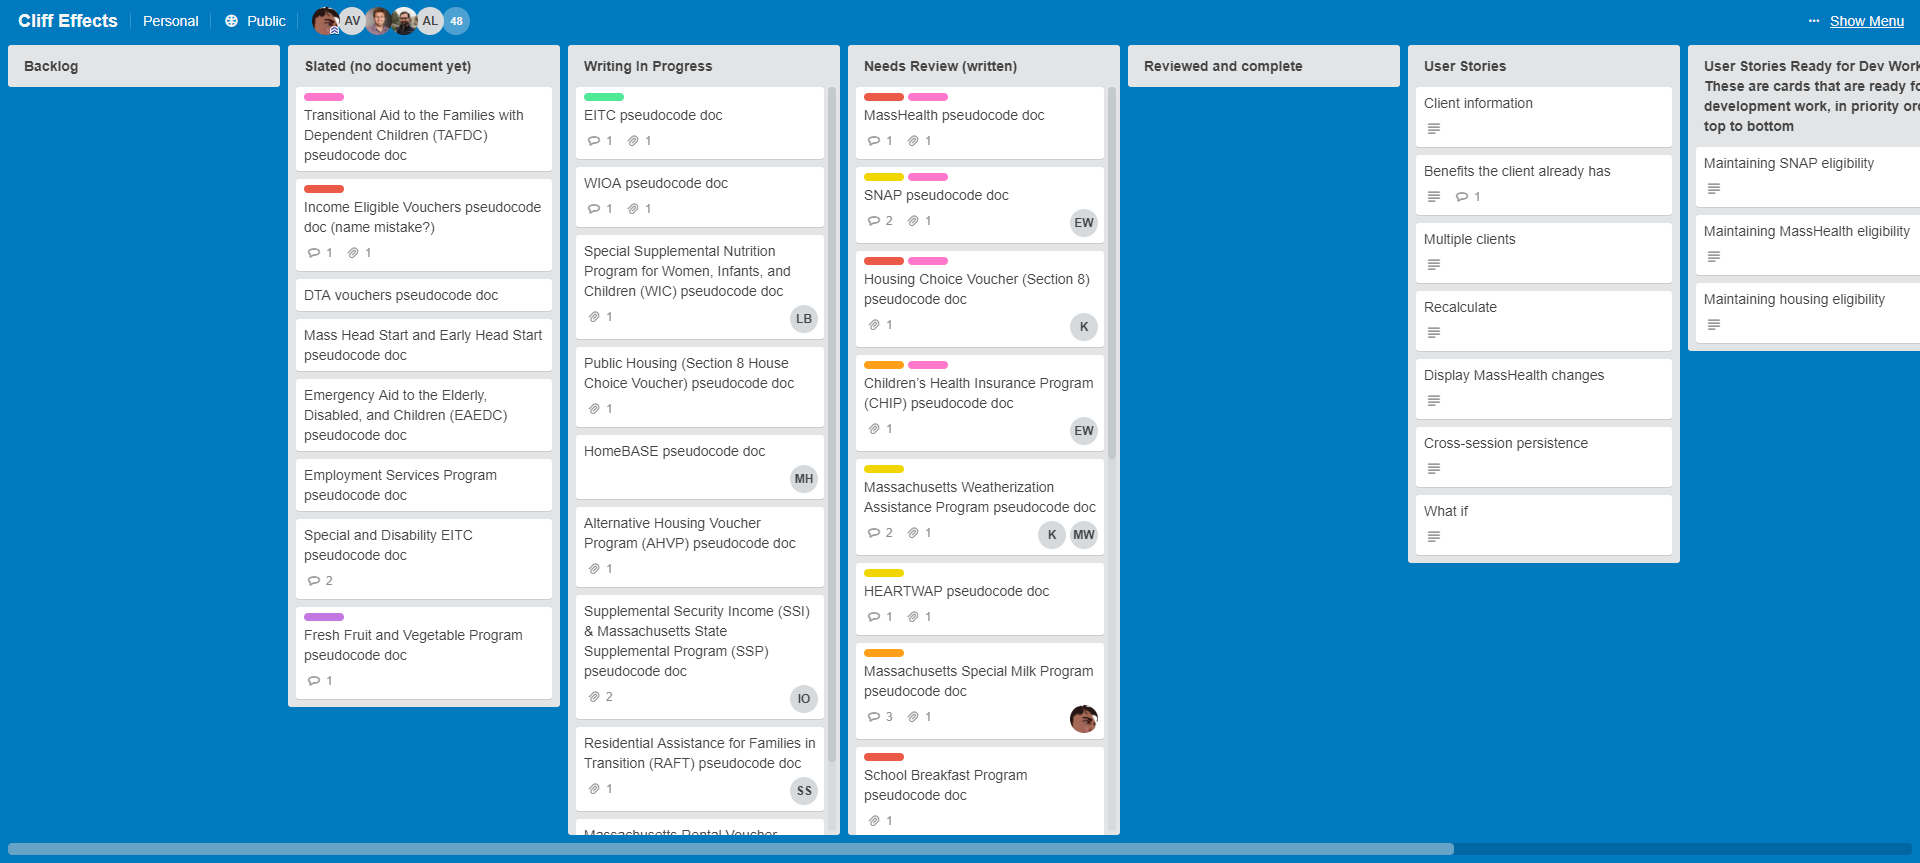 Cliff Effects
Personal
Public
AV
AL
48
Show Menu
Backlog
Slated (no document yet)
Transitional Aid to the Families with
Dependent Children (TAFDC)
pseudocode doc
Income Eligible Vouchers pseudocode
doc (name mistake?)
1 1
DTA vouchers pseudocode doc
Mass Head Start and Early Head Start
pseudocode doc
Emergency Aid to the Elderly,
Disabled, and Children (EAEDC)
pseudocode doc
Employment Services Program
pseudocode doc
Special and Disability EITC
pseudocode doc
2
Fresh Fruit and Vegetable Program
pseudocode doc
1
Writing In Progress
EITC pseudocode doc
1 1
WIOA pseudocode doc
1 1
Special Supplemental Nutrition
Program for Women, Infants, and
Children (WIC) pseudocode doc
1
LB
Public Housing (Section 8 House
Choice Voucher) pseudocode doc
1
HomeBASE pseudocode doc
MH
Alternative Housing Voucher
Program (AHVP) pseudocode doc
1
Supplemental Security Income (SSI)
& Massachusetts State
Supplemental Program (SSP)
pseudocode doc
2
IO
Residential Assistance for Families in
Transition (RAFT) pseudocode doc
1
SS
Massachusetts Rental Voucher
Needs Review (written)
MassHealth pseudocode doc
1 1
SNAP pseudocode doc
2 1
EW
Housing Choice Voucher (Section 8)
pseudocode doc
1
K
Children’s Health Insurance Program
(CHIP) pseudocode doc
1
EW
Massachusetts Weatherization
Assistance Program pseudocode doc
2 1
K MW
HEARTWAP pseudocode doc
1 1
Massachusetts Special Milk Program
pseudocode doc
3 1
School Breakfast Program
pseudocode doc
1
Reviewed and complete
User Stories
Client information
Benefits the client already has
1
Multiple clients
Recalculate
Display MassHealth changes
Cross-session persistence
What if
User Stories Ready for Dev Work
These are cards that are ready fo
development work, in priority ord
top to bottom
Maintaining SNAP eligibility
Maintaining MassHealth eligibility
Maintaining housing eligibility